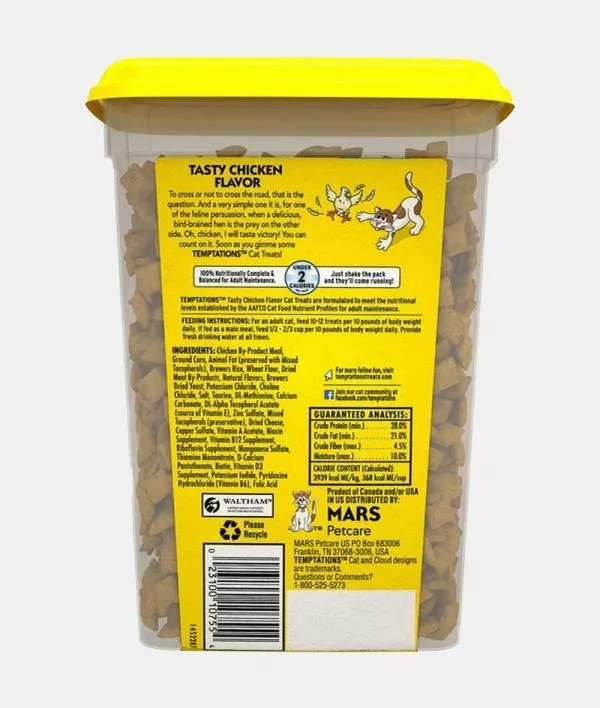 TASTY CHICKEN
FLAVOR
To cross or not to cross the road, that is the
question. And a very simple one it is, for one
of the feline persuasion, when a delicious,
bird-brained hen is the prey on the other
side. Oh, chicken, I will taste victory! You can
count on it. Soon as you gimme some
TEMPTATIONS™ Cat Treats!
100% Nutritionally Complete &
Balanced for Adult Maintenance.
UNDER
2
CALORIES
Just shake the pack
and they'll come running!
TEMPTATIONS™ Tasty Chicken Flavor Cat Treats are formulated to meet the nutritional
levels established by the AAFCO Cat Food Nutrient Profiles for adult maintenance.
FEEDING INSTRUCTIONS: For an adult cat, feed 10-12 treats per 10 pounds of body weight
daily. If fed as a main meal, feed 1/2 - 2/3 cup per 10 pounds of body weight daily. Provide
fresh drinking water at all times.
INGREDIENTS: Chicken By-Product Meal,
Ground Corn, Animal Fat (preserved with Mixed
Tocopherols), Brewers Rice, Wheat Flour, Dried
Meat By-Products, Natural Flavors, Brewers
Dried Yeast, Potassium Chloride, Choline
Chloride, Salt, Taurine, DL-Methionine, Calcium
Carbonate, DL-Alpha Tocopherol Acetate
(source of Vitamin E), Zinc Sulfate, Mixed
Tocopherols (preservative), Dried Cheese,
Copper Sulfate, Vitamin A Acetate, Niacin
Supplement, Vitamin B12 Supplement,
Riboflavin Supplement, Manganese Sulfate,
Thiamine Mononitrate, D-Calcium
Pantothenate, Biotin, Vitamin D3
Supplement, Potassium Iodide, Pyridoxine
Hydrochloride (Vitamin B6), Folic Acid
For more feline fun, visit
temptationstreats.com
Join our cat community at
facebook.com/temptations
GUARANTEED ANALYSIS:
Crude Protein (min.) .......... 28.0%
Crude Fat (min.) .............. 21.0%
Crude Fiber (max.) ............ 4.5%
Moisture (max.) ............... 10.0%
CALORIE CONTENT (Calculated):
3939 kcal ME/kg, 368 kcal ME/cup
WALTHAM™
Please
Recycle
Product of Canada and/or USA
IN US DISTRIBUTED BY:
MARS
™ Petcare
MARS Petcare US PO Box 683006
Franklin, TN 37068-3006, USA
TEMPTATIONS™ Cat and Cloud designs
are trademarks.
Questions or Comments?
1-800-525-5273
0 23100 10755 4